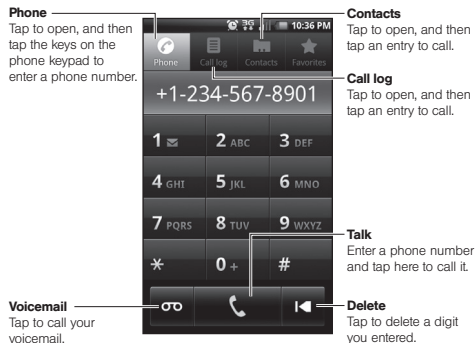 Phone
Tap to open, and then
tap the keys on the
phone keypad to
enter a phone number.
Contacts
Tap to open, and then
tap an entry to call.
Call log
Tap to open, and then
tap an entry to call.
3G 10:36 PM
Phone Call log Contacts Favorites
+1-234-567-8901
1 2 ABC 3 DEF
4 GHI 5 JKL 6 MNO
7 PQRS 8 TUV 9 WXYZ
* 0 + #
Talk
Enter a phone number
and tap here to call it.
Voicemail
Tap to call your
voicemail.
Delete
Tap to delete a digit
you entered.